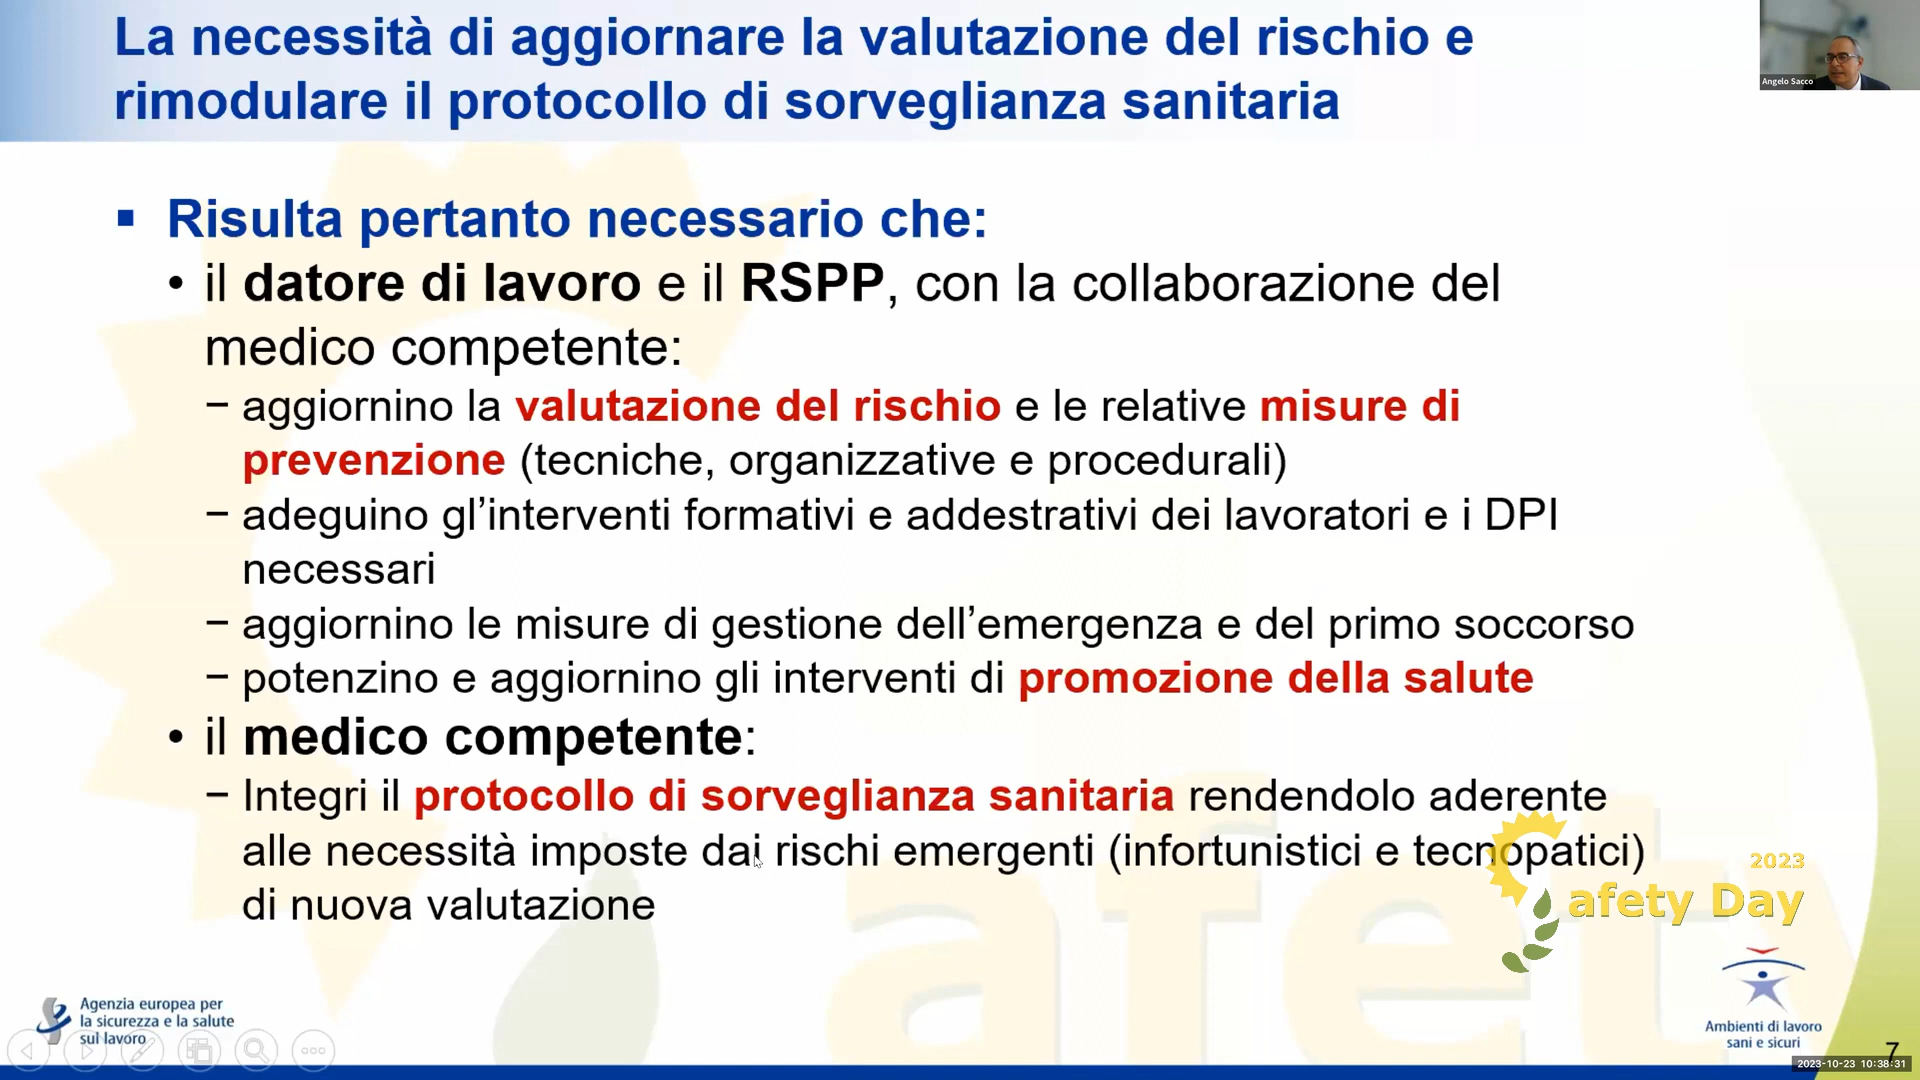 La necessità di aggiornare la valutazione del rischio e
rimodulare il protocollo di sorveglianza sanitaria
Angelo Sacco
▪ Risulta pertanto necessario che:
• il datore di lavoro e il RSPP, con la collaborazione del
medico competente:
− aggiornino la valutazione del rischio e le relative misure di
prevenzione (tecniche, organizzative e procedurali)
− adeguino gl’interventi formativi e addestrativi dei lavoratori e i DPI
necessari
− aggiornino le misure di gestione dell’emergenza e del primo soccorso
− potenzino e aggiornino gli interventi di promozione della salute
• il medico competente:
− Integri il protocollo di sorveglianza sanitaria rendendolo aderente
alle necessità imposte dai rischi emergenti (infortunistici e tecnopatici)
di nuova valutazione
2023
afety Day
afety
Agenzia europea per
la sicurezza e la salute
sul lavoro
Ambienti di lavoro
sani e sicuri
7
2023-10-23 10:38:31